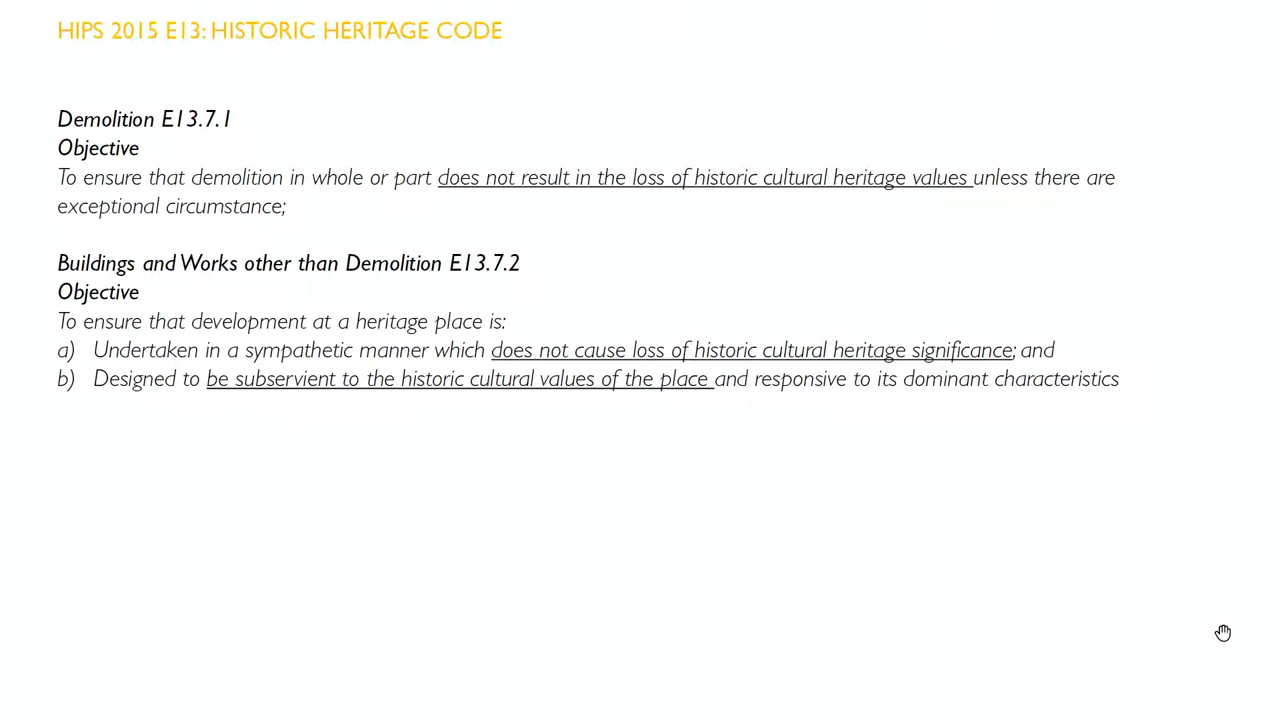 HIPS 2015 E13: HISTORIC HERITAGE CODE
Demolition E13.7.1
Objective
To ensure that demolition in whole or part does not result in the loss of historic cultural heritage values unless there are
exceptional circumstance;
Buildings and Works other than Demolition E13.7.2
Objective
To ensure that development at a heritage place is:
a) Undertaken in a sympathetic manner which does not cause loss of historic cultural heritage significance; and
b) Designed to be subservient to the historic cultural values of the place and responsive to its dominant characteristics